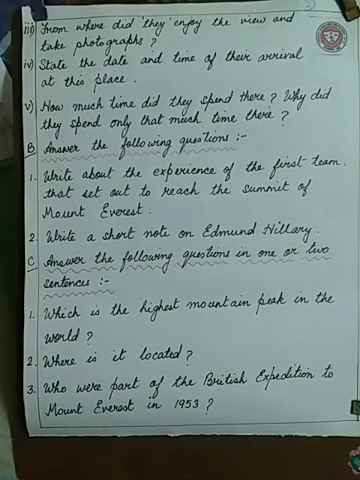 iii) From where did 'they' enjoy the view and
take photographs?
iv) State the date and time of their arrival
at this place.
v) How much time did they spend there? Why did
they spend only that much time there?
B Answer the following questions :-
1. Write about the experience of the first team
that set out to reach the summit of
Mount Everest.
2. Write a short note on Edmund Hillary.
C Answer the following questions in one or two
sentences :-
1. Which is the highest mountain peak in the
world?
2. Where is it located?
3. Who were part of the British Expedition to
Mount Everest in 1953?